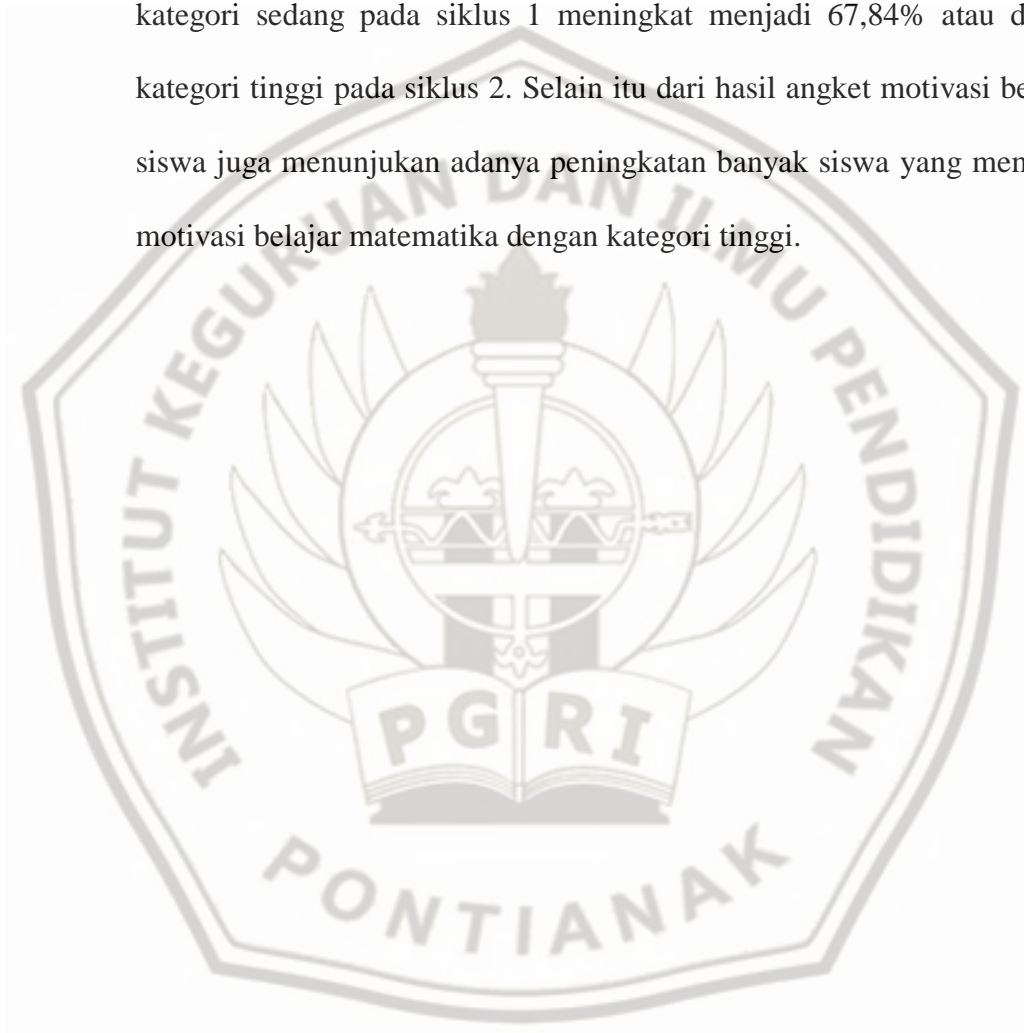 kategori sedang pada siklus 1 meningkat menjadi 67,84% atau
kategori tinggi pada siklus 2. Selain itu dari hasil angket motivasi
siswa juga menunjukan adanya peningkatan banyak siswa yang
motivasi belajar matematika dengan kategori tinggi.
INSTITUT KEGURUAN DAN ILMU PENDIDIKAN
PGRI
PONTIANAK